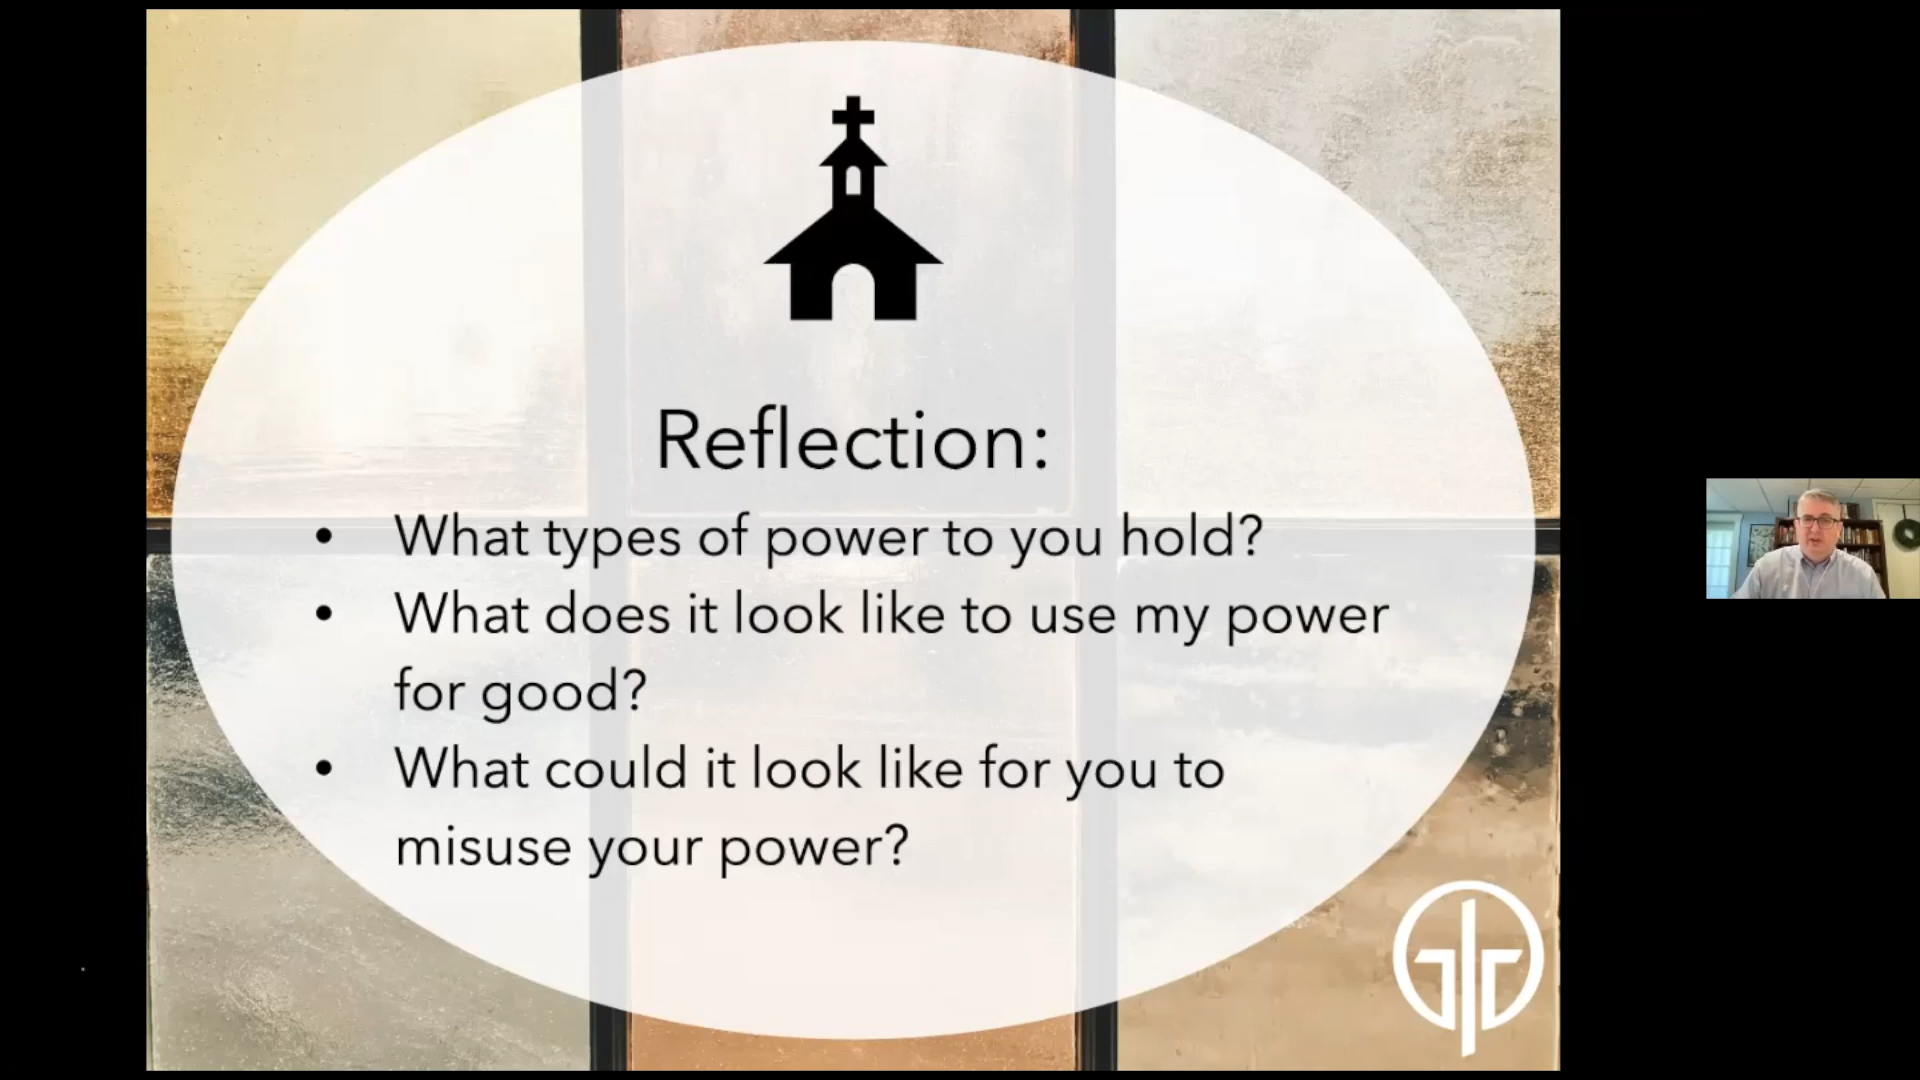 Reflection:
• What types of power to you hold?
• What does it look like to use my power
for good?
• What could it look like for you to
misuse your power?